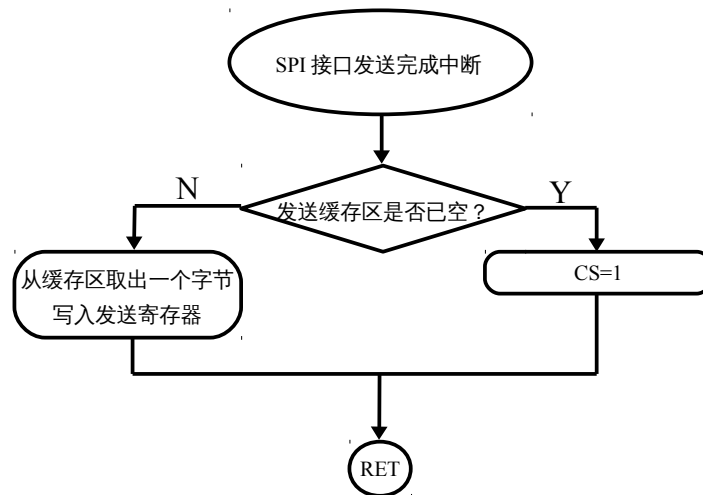 SPI 接口发送完成中断
N
Y
发送缓存区是否已空？
从缓存区取出一个字节
写入发送寄存器
CS=1
RET